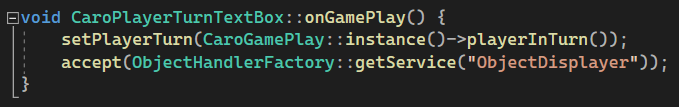 void CaroPlayerTurnTextBox::onGamePlay() {
    setPlayerTurn(CaroGamePlay::instance()->playerInTurn());
    accept(ObjectHandlerFactory::getService("ObjectDisplayer"));
}